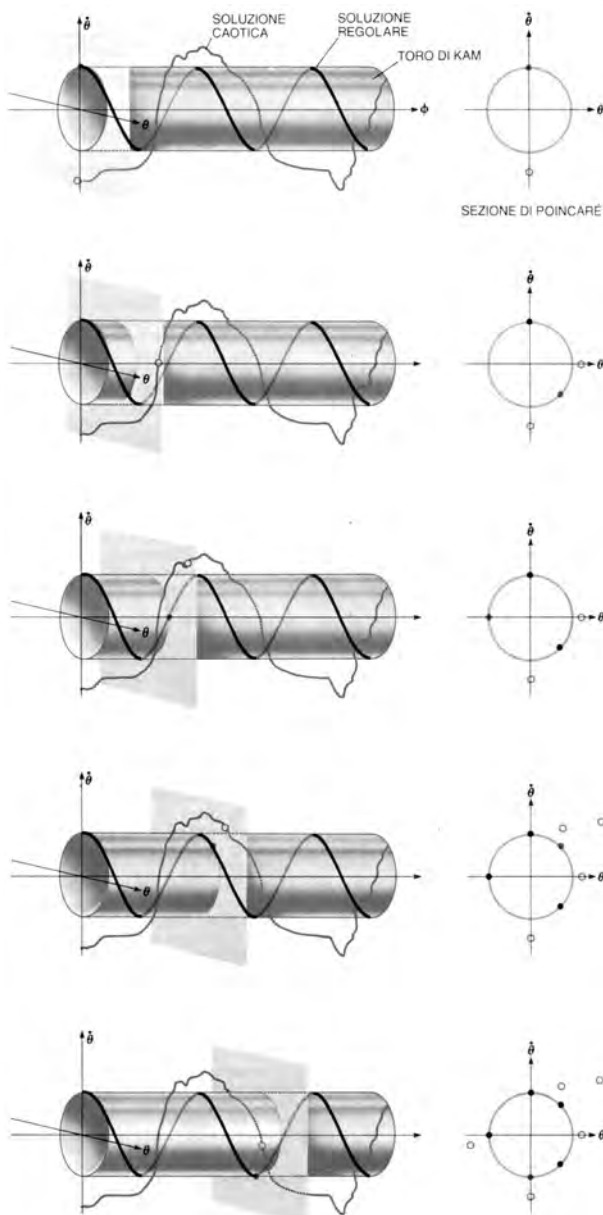 SOLUZIONE
CAOTICA
SOLUZIONE
REGOLARE
TORO DI KAM
θ̇
θ
ϕ
θ̇
θ
SEZIONE DI POINCARÉ
θ̇
θ
θ̇
θ
θ̇
θ
θ̇
θ
θ̇
θ
θ̇
θ
θ̇
θ
θ̇
θ